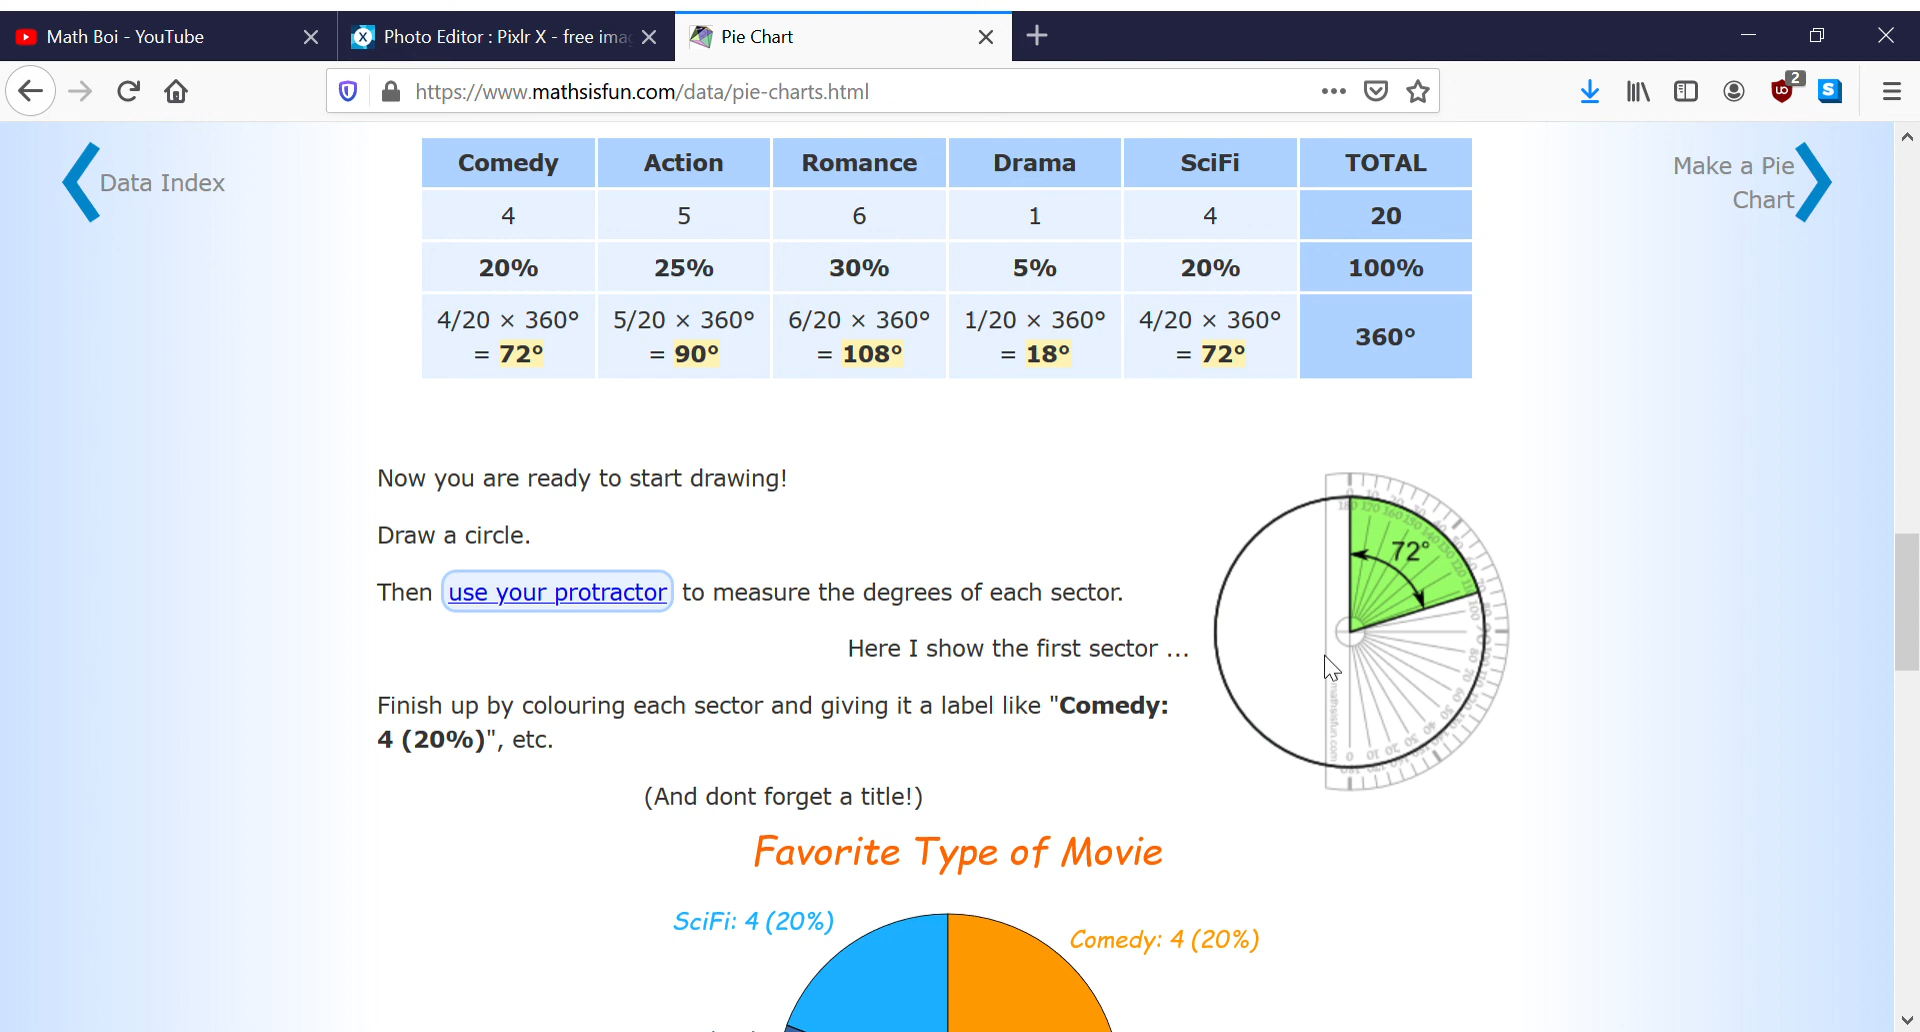 Math Boi - YouTube
Photo Editor : Pixlr X - free ima
Pie Chart
https://www.mathsisfun.com/data/pie-charts.html
2
S
Data Index
Make a Pie
Chart
Comedy Action Romance Drama SciFi TOTAL
4 5 6 1 4 20
20% 25% 30% 5% 20% 100%
4/20 × 360° 5/20 × 360° 6/20 × 360° 1/20 × 360° 4/20 × 360° 360°
= 72° = 90° = 108° = 18° = 72°
Now you are ready to start drawing!
Draw a circle.
Then use your protractor to measure the degrees of each sector.
72°
Here I show the first sector ...
mathsisfun.com
Finish up by colouring each sector and giving it a label like "Comedy:
4 (20%)", etc.
(And dont forget a title!)
Favorite Type of Movie
SciFi: 4 (20%)
Comedy: 4 (20%)